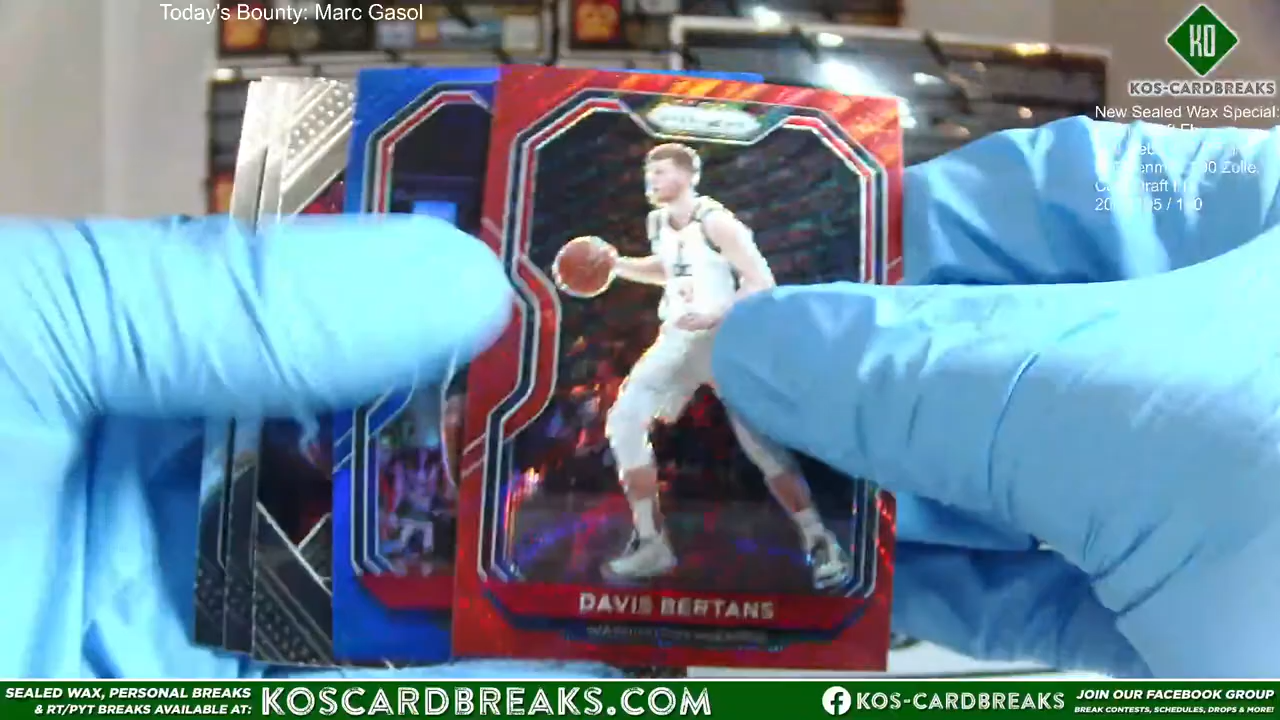 Today's Bounty: Marc Gasol
KO
KOS-CARDBREAKS
New Sealed Wax Special:
PRIZM
DAVIS BERTANS
SEALED WAX, PERSONAL BREAKS
& RT/PYT BREAKS AVAILABLE AT:
KOSCARDBREAKS.COM
KOS-CARDBREAKS
JOIN OUR FACEBOOK GROUP
BREAK CONTESTS, SCHEDULES, DROPS & MORE!